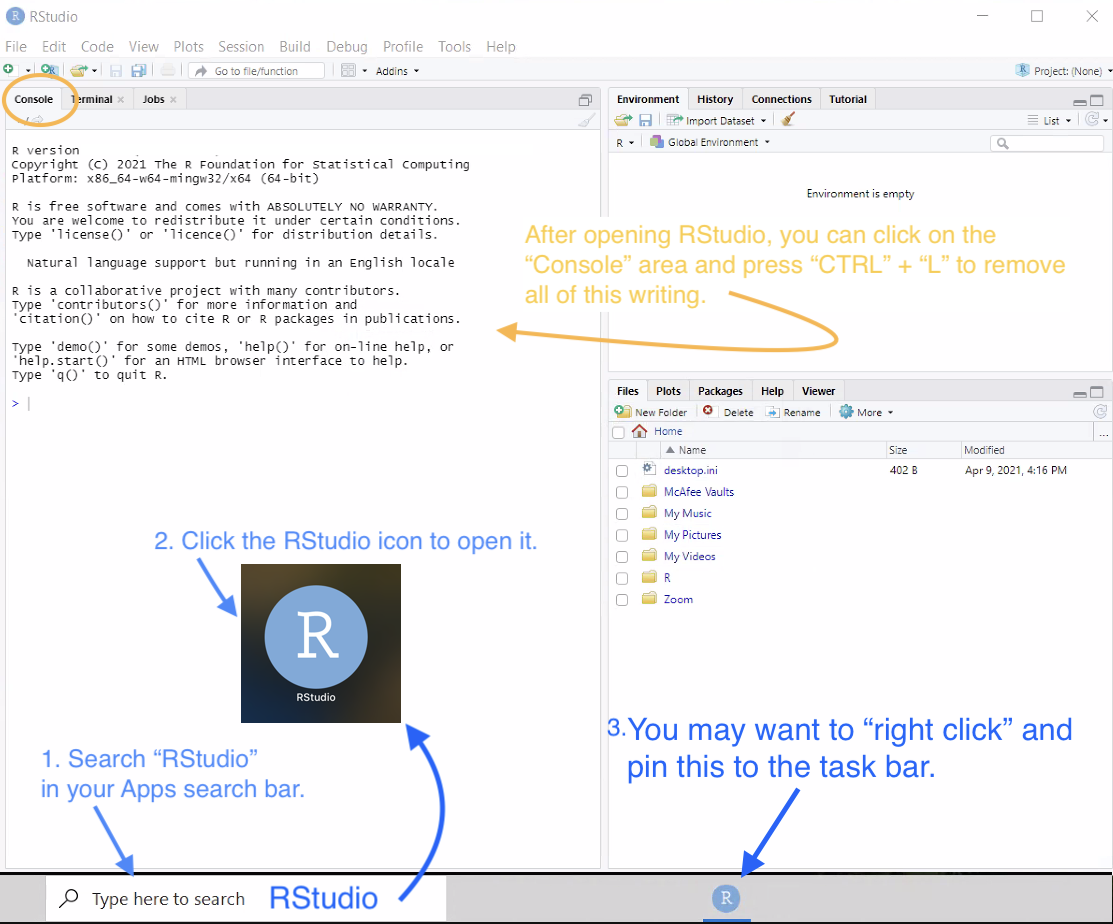 R RStudio
File Edit Code View Plots Session Build Debug Profile Tools Help
Go to file/function Addins Project: (None)
Console Terminal Jobs
R version
Copyright (C) 2021 The R Foundation for Statistical Computing
Platform: x86_64-w64-mingw32/x64 (64-bit)
R is free software and comes with ABSOLUTELY NO WARRANTY.
You are welcome to redistribute it under certain conditions.
Type 'license()' or 'licence()' for distribution details.
Natural language support but running in an English locale
R is a collaborative project with many contributors.
Type 'contributors()' for more information and
'citation()' on how to cite R or R packages in publications.
Type 'demo()' for some demos, 'help()' for on-line help, or
'help.start()' for an HTML browser interface to help.
Type 'q()' to quit R.
>
Environment History Connections Tutorial
Import Dataset List
R Global Environment
Environment is empty
After opening RStudio, you can click on the
“Console” area and press “CTRL” + “L” to remove
all of this writing.
Files Plots Packages Help Viewer
New Folder Delete Rename More
Home ...
Name Size Modified
desktop.ini 402 B Apr 9, 2021, 4:16 PM
McAfee Vaults
My Music
My Pictures
My Videos
R
Zoom
2. Click the RStudio icon to open it.
R
RStudio
1. Search “RStudio”
in your Apps search bar.
3.You may want to “right click” and
pin this to the task bar.
Type here to search RStudio
R